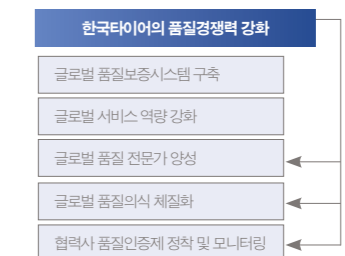 한국타이어의 품질경쟁력 강화
글로벌 품질보증시스템 구축
글로벌 서비스 역량 강화
글로벌 품질 전문가 양성
글로벌 품질의식 체질화
협력사 품질인증제 정착 및 모니터링